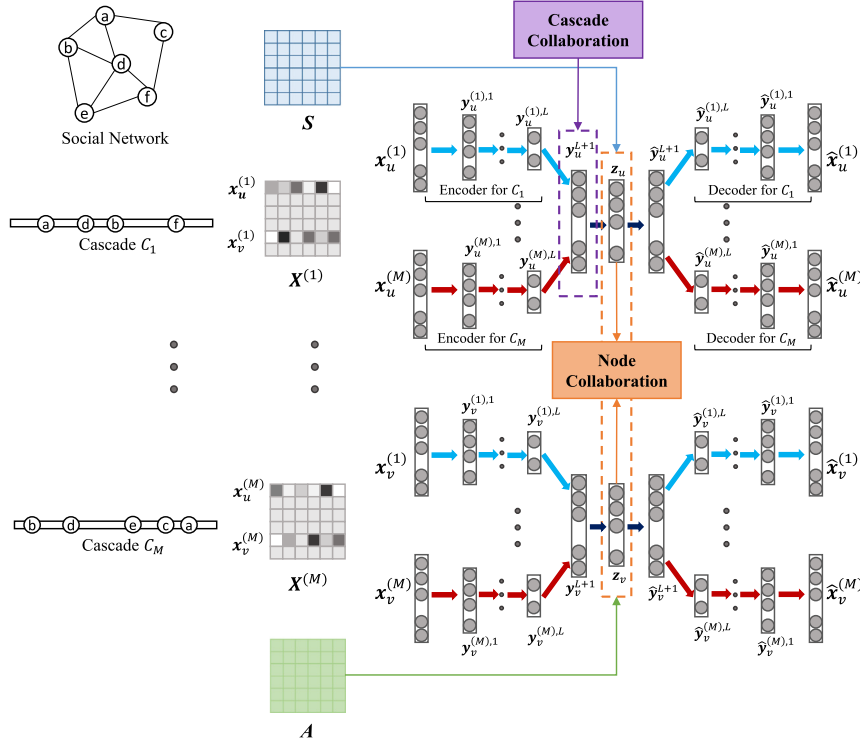 a
b
c
d
e
f
Social Network
S
Cascade
Collaboration
x_u^{(1)}
x_v^{(1)}
X^{(1)}
a d b f
Cascade C_1
x_u^{(1)}
y_u^{(1),1}
y_u^{(1),L}
y_u^{L+1}
z_u
ŷ_u^{L+1}
ŷ_u^{(1),L}
ŷ_u^{(1),1}
x̂_u^{(1)}
Encoder for C_1
Decoder for C_1
x_u^{(M)}
y_u^{(M),1}
y_u^{(M),L}
ŷ_u^{(M),L}
ŷ_u^{(M),1}
x̂_u^{(M)}
Encoder for C_M
Decoder for C_M
Node
Collaboration
x_v^{(1)}
y_v^{(1),1}
y_v^{(1),L}
ŷ_v^{(1),L}
ŷ_v^{(1),1}
x̂_v^{(1)}
x_u^{(M)}
x_v^{(M)}
X^{(M)}
b d e c a
Cascade C_M
x_v^{(M)}
y_v^{(M),1}
y_v^{(M),L}
y_v^{L+1}
z_v
ŷ_v^{L+1}
ŷ_v^{(M),L}
ŷ_v^{(M),1}
x̂_v^{(M)}
A